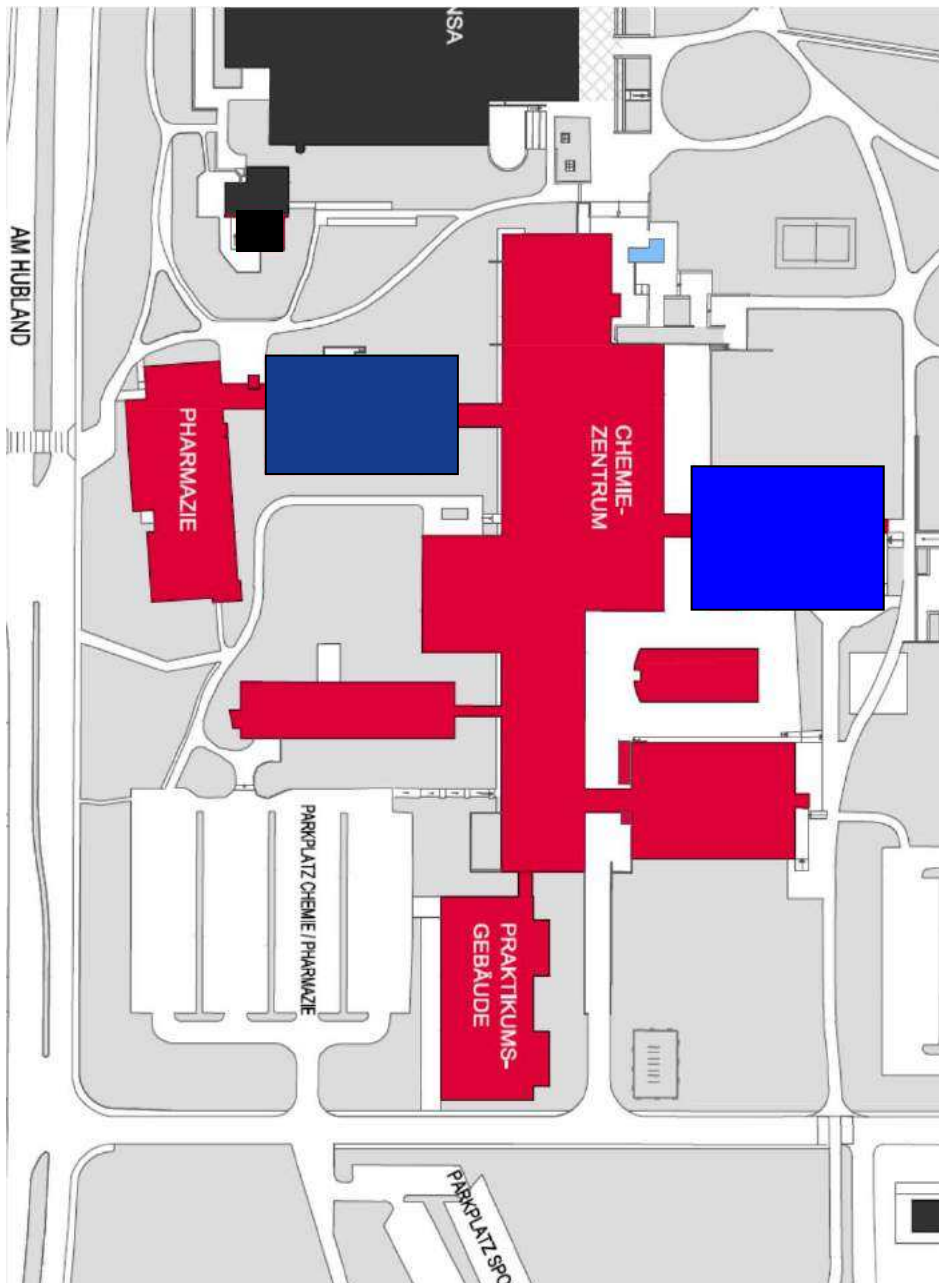 NSA
AM HUBLAND
PHARMAZIE
CHEMIE-
ZENTRUM
PARKPLATZ CHEMIE / PHARMAZIE
PRAKTIKUMS-
GEBÄUDE
PARKPLATZ SPO